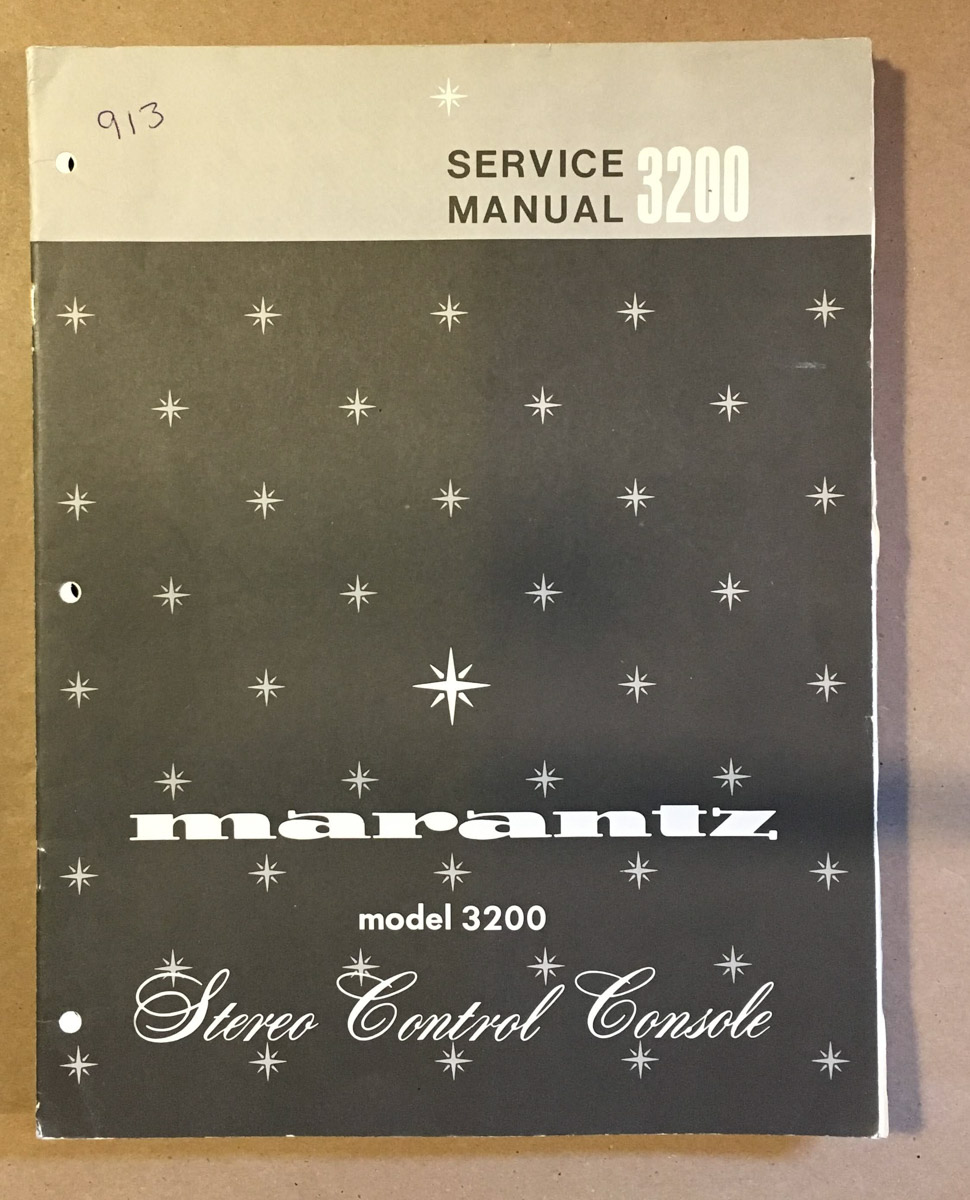 913
SERVICE
MANUAL 3200
marantz
model 3200
Stereo Control Console